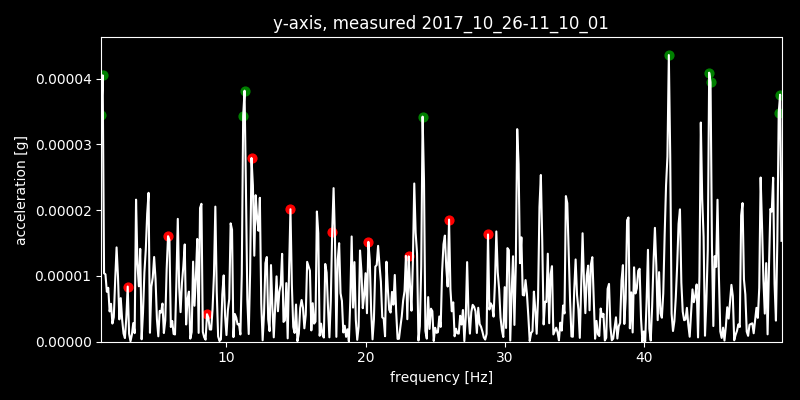 y-axis, measured 2017_10_26-11_10_01
0.00004
0.00003
0.00002
0.00001
0.00000
acceleration [g]
10 20 30 40
frequency [Hz]